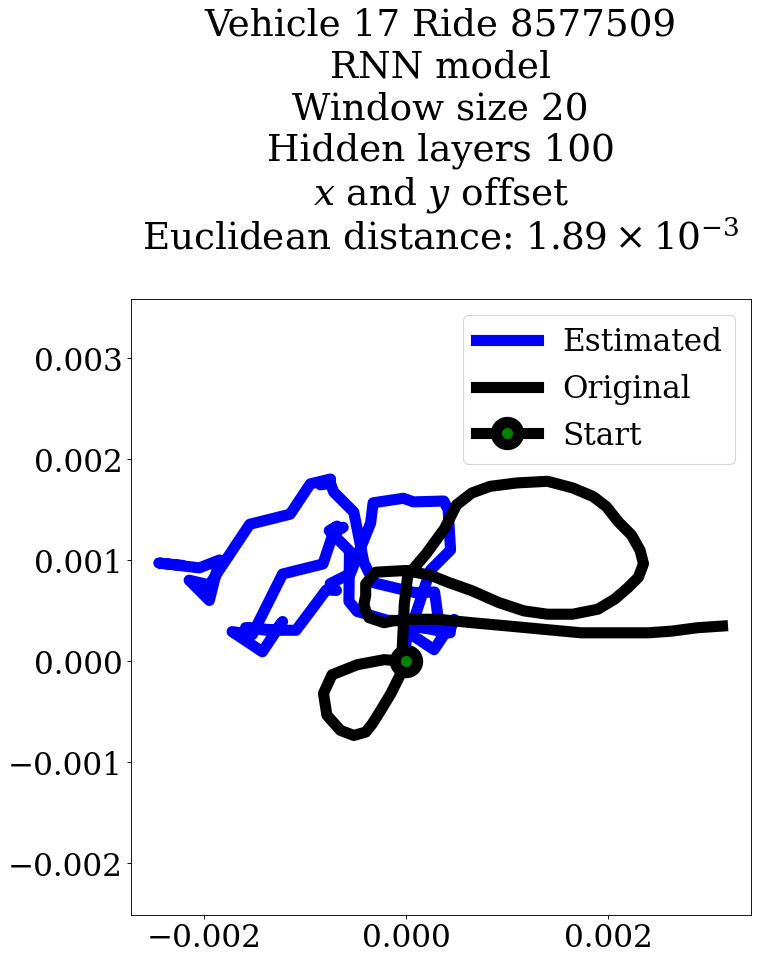 Vehicle 17 Ride 8577509
RNN model
Window size 20
Hidden layers 100
x and y offset
Euclidean distance: 1.89 × 10⁻³
Estimated
Original
Start
0.003
0.002
0.001
0.000
−0.001
−0.002
−0.002 0.000 0.002